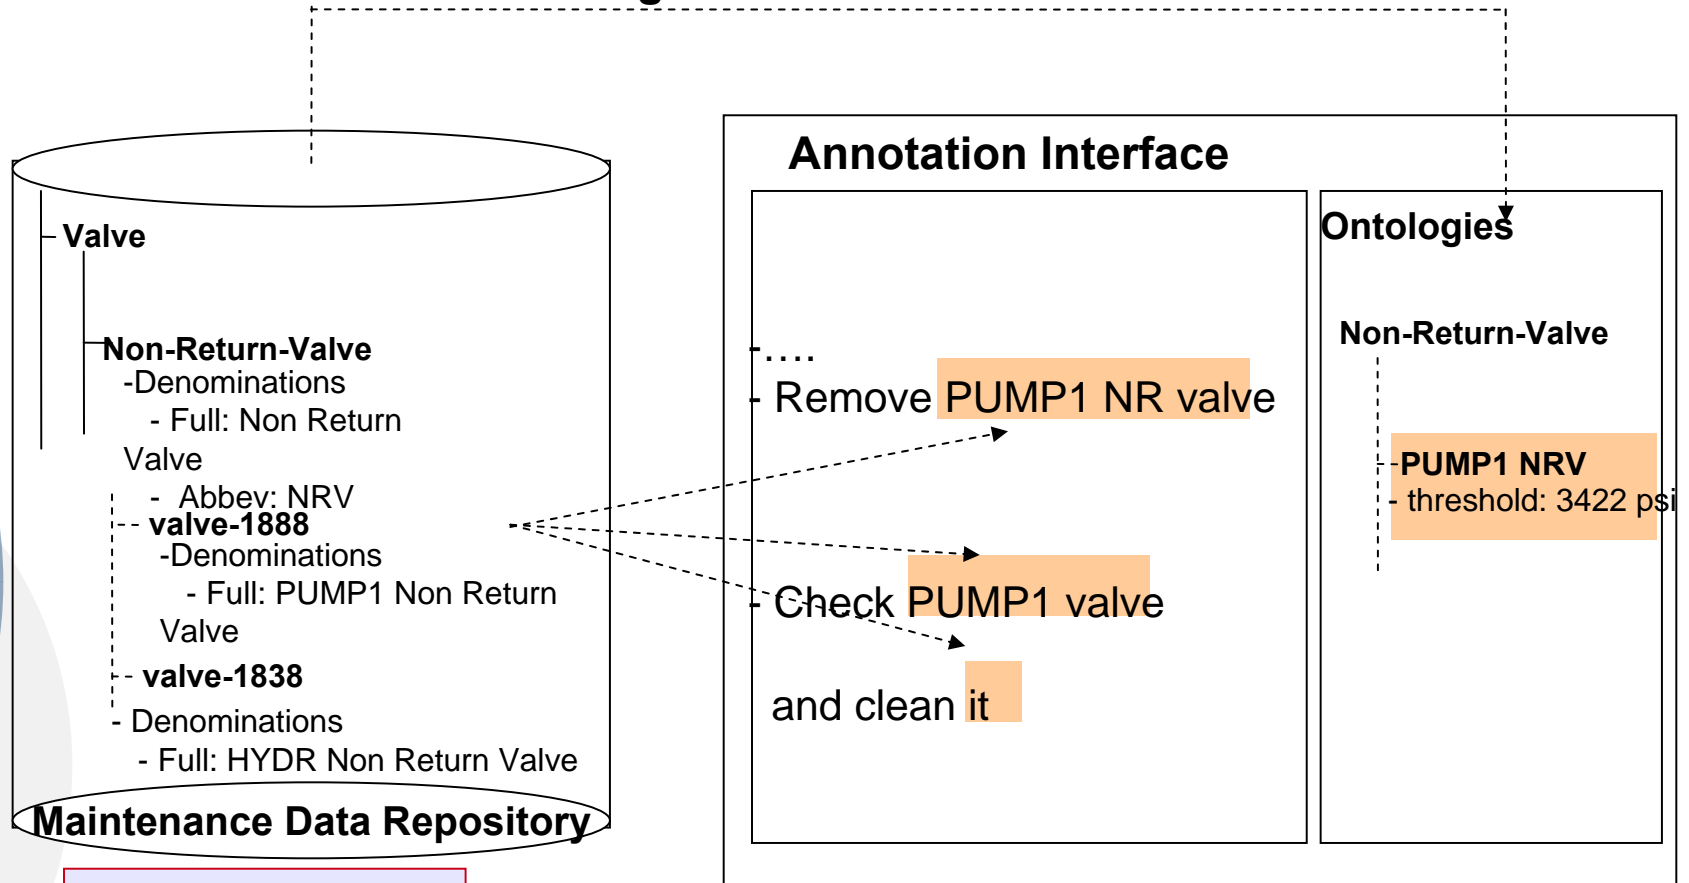 Valve
Non-Return-Valve
-Denominations
- Full: Non Return
Valve
- Abbev: NRV
valve-1888
-Denominations
- Full: PUMP1 Non Return
Valve
valve-1838
- Denominations
- Full: HYDR Non Return Valve
Maintenance Data Repository
Annotation Interface
-....
- Remove PUMP1 NR valve
- Check PUMP1 valve
and clean it
Ontologies
Non-Return-Valve
-PUMP1 NRV
- threshold: 3422 psi